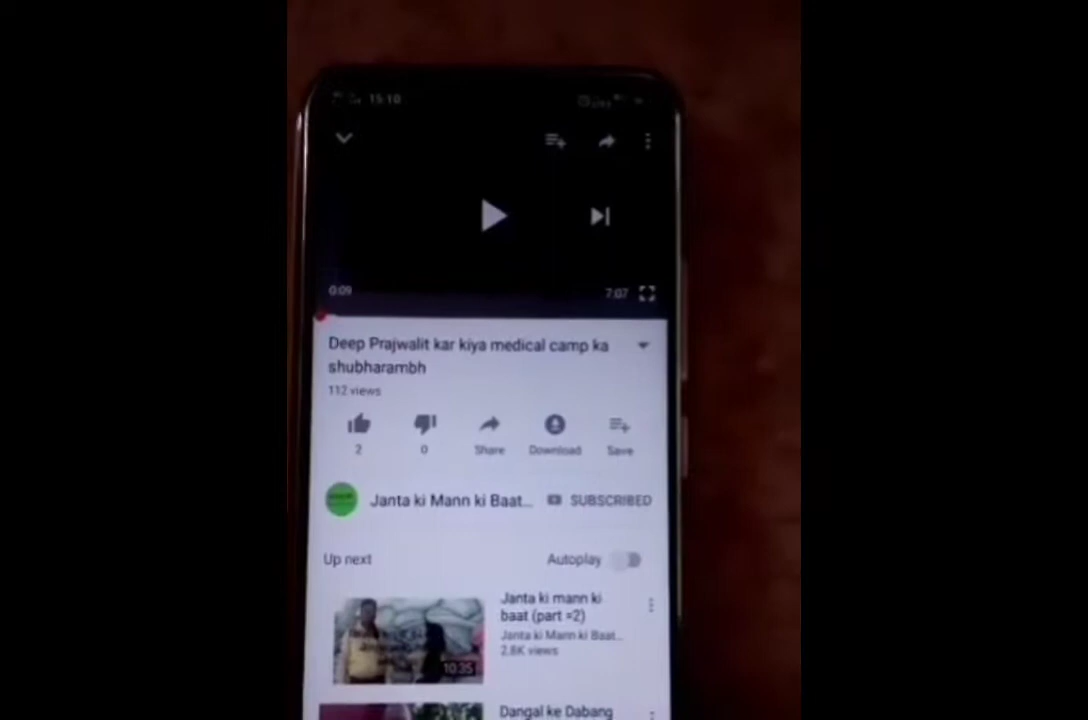 15:10
0:09
7:07
Deep Prajwalit kar kiya medical camp ka
shubharambh
112 views
2
0
Share
Download
Save
Janta ki Mann ki Baat...
SUBSCRIBED
Up next
Autoplay
Janta ki mann ki
baat (part =2)
Janta ki Mann ki Baat...
2.8K views
10:35
Dangal ke Dabang